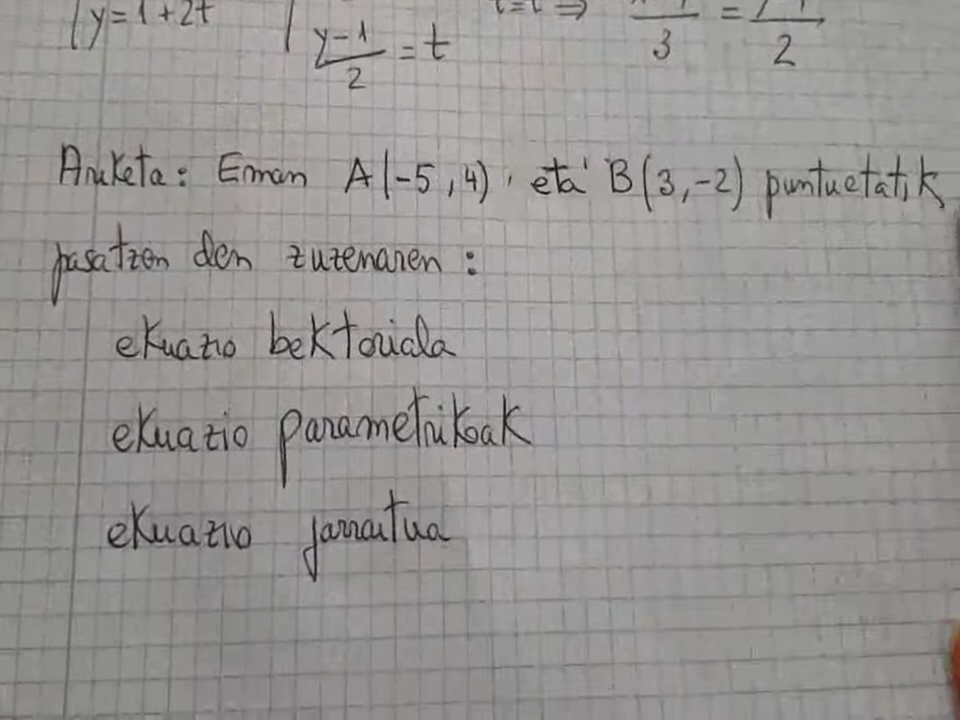 y=1+2t
y-1/2 = t
⇒ /3 = /2
Ariketa: Eman A(-5,4) eta B(3,-2) puntuetatik
pasatzen den zuzenaren:
ekuazio bektoriala
ekuazio parametrikoak
ekuazio jarraitua